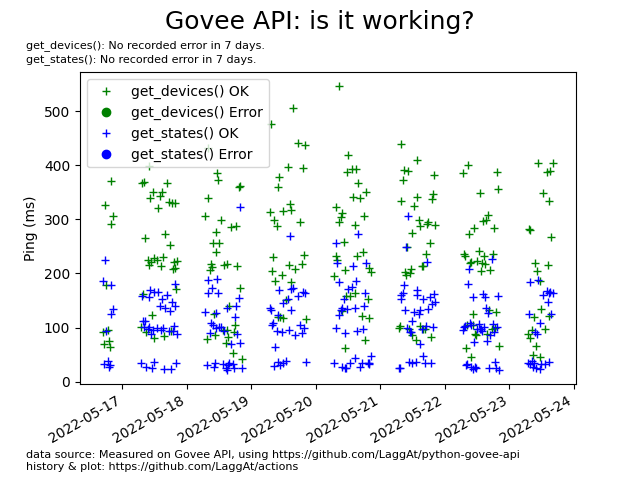 Govee API: is it working?
get_devices(): No recorded error in 7 days.
get_states(): No recorded error in 7 days.
get_devices() OK
get_devices() Error
get_states() OK
get_states() Error
500
400
300
200
100
0
Ping (ms)
2022-05-17
2022-05-18
2022-05-19
2022-05-20
2022-05-21
2022-05-22
2022-05-23
2022-05-24
data source: Measured on Govee API, using https://github.com/LaggAt/python-govee-api
history & plot: https://github.com/LaggAt/actions